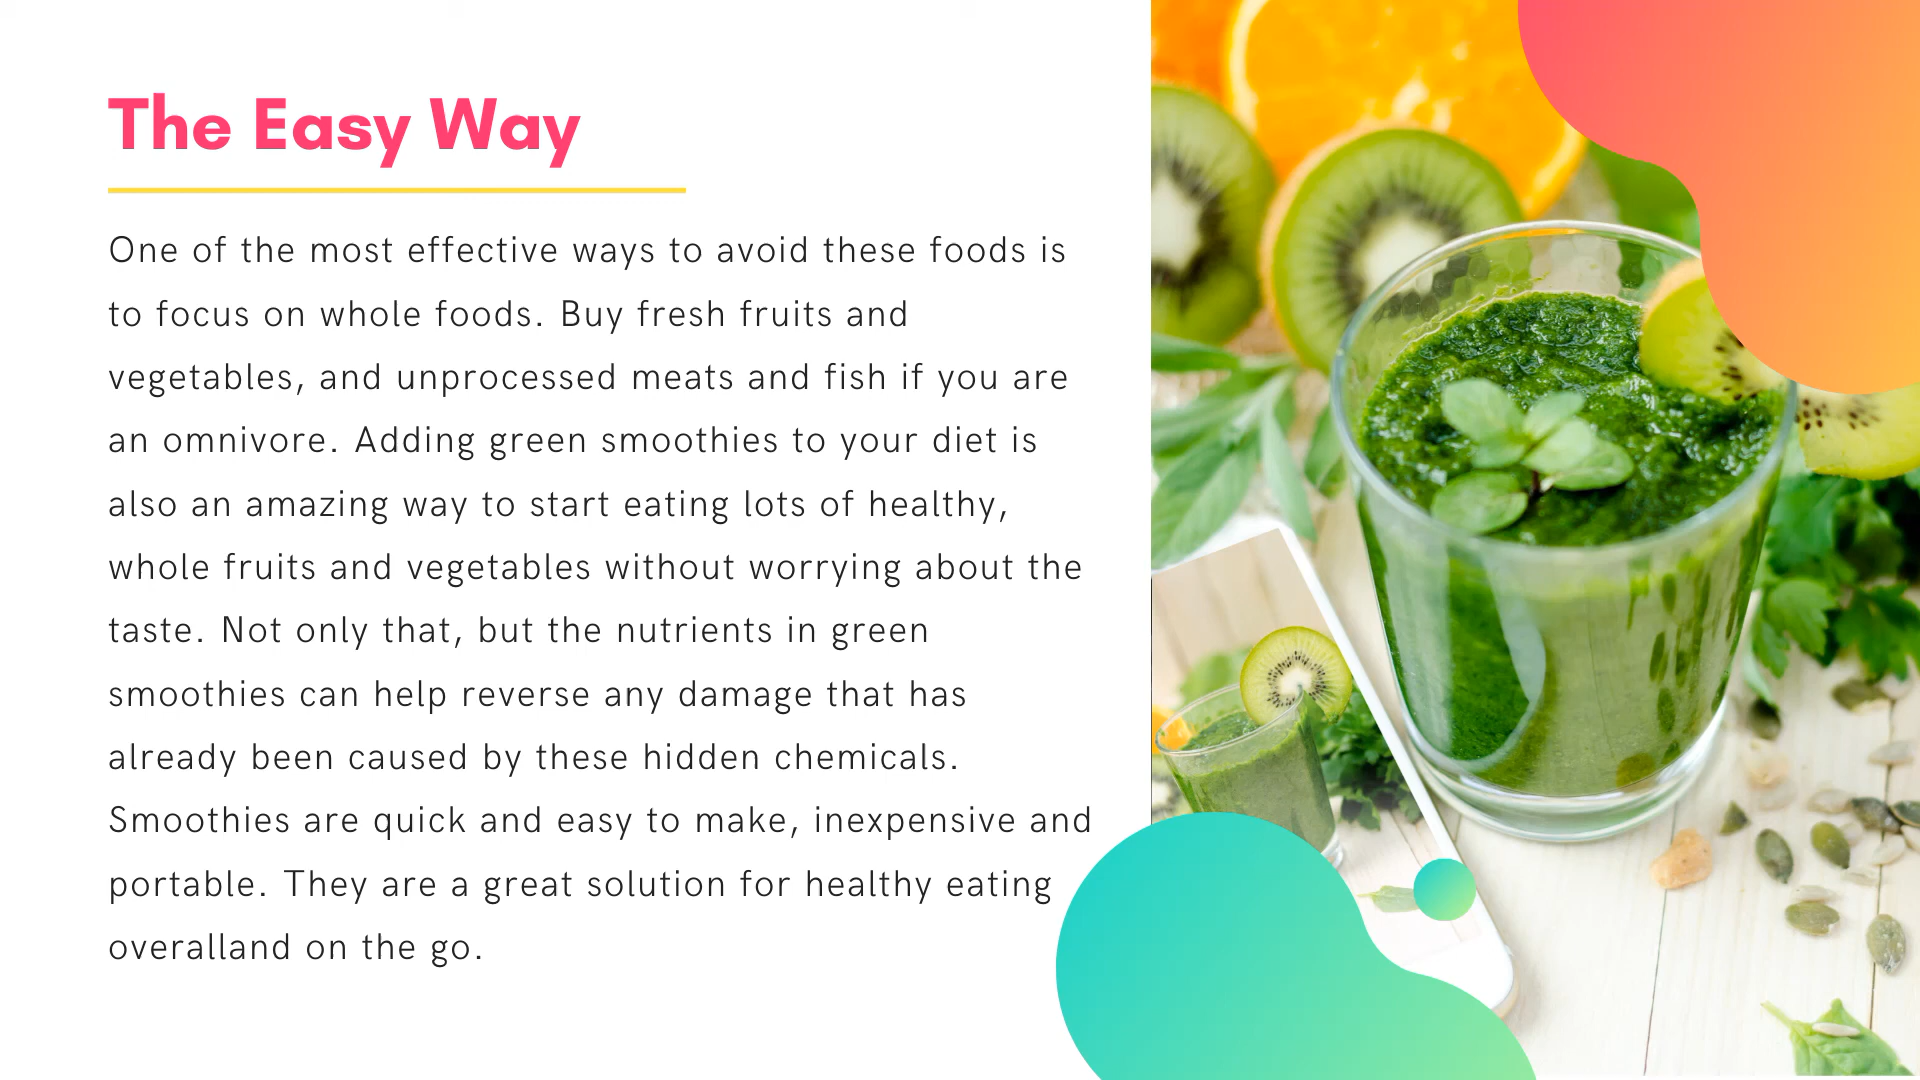 The Easy Way
One of the most effective ways to avoid these foods is
to focus on whole foods. Buy fresh fruits and
vegetables, and unprocessed meats and fish if you are
an omnivore. Adding green smoothies to your diet is
also an amazing way to start eating lots of healthy,
whole fruits and vegetables without worrying about the
taste. Not only that, but the nutrients in green
smoothies can help reverse any damage that has
already been caused by these hidden chemicals.
Smoothies are quick and easy to make, inexpensive and
portable. They are a great solution for healthy eating
overalland on the go.